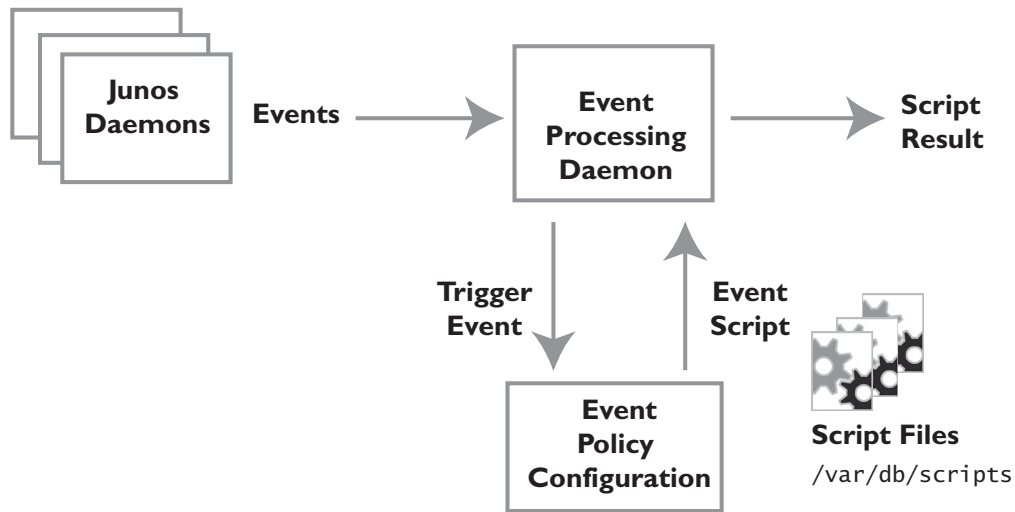 Junos
Daemons
Events
Event
Processing
Daemon
Script
Result
Trigger
Event
Event
Script
Event
Policy
Configuration
Script Files
/var/db/scripts